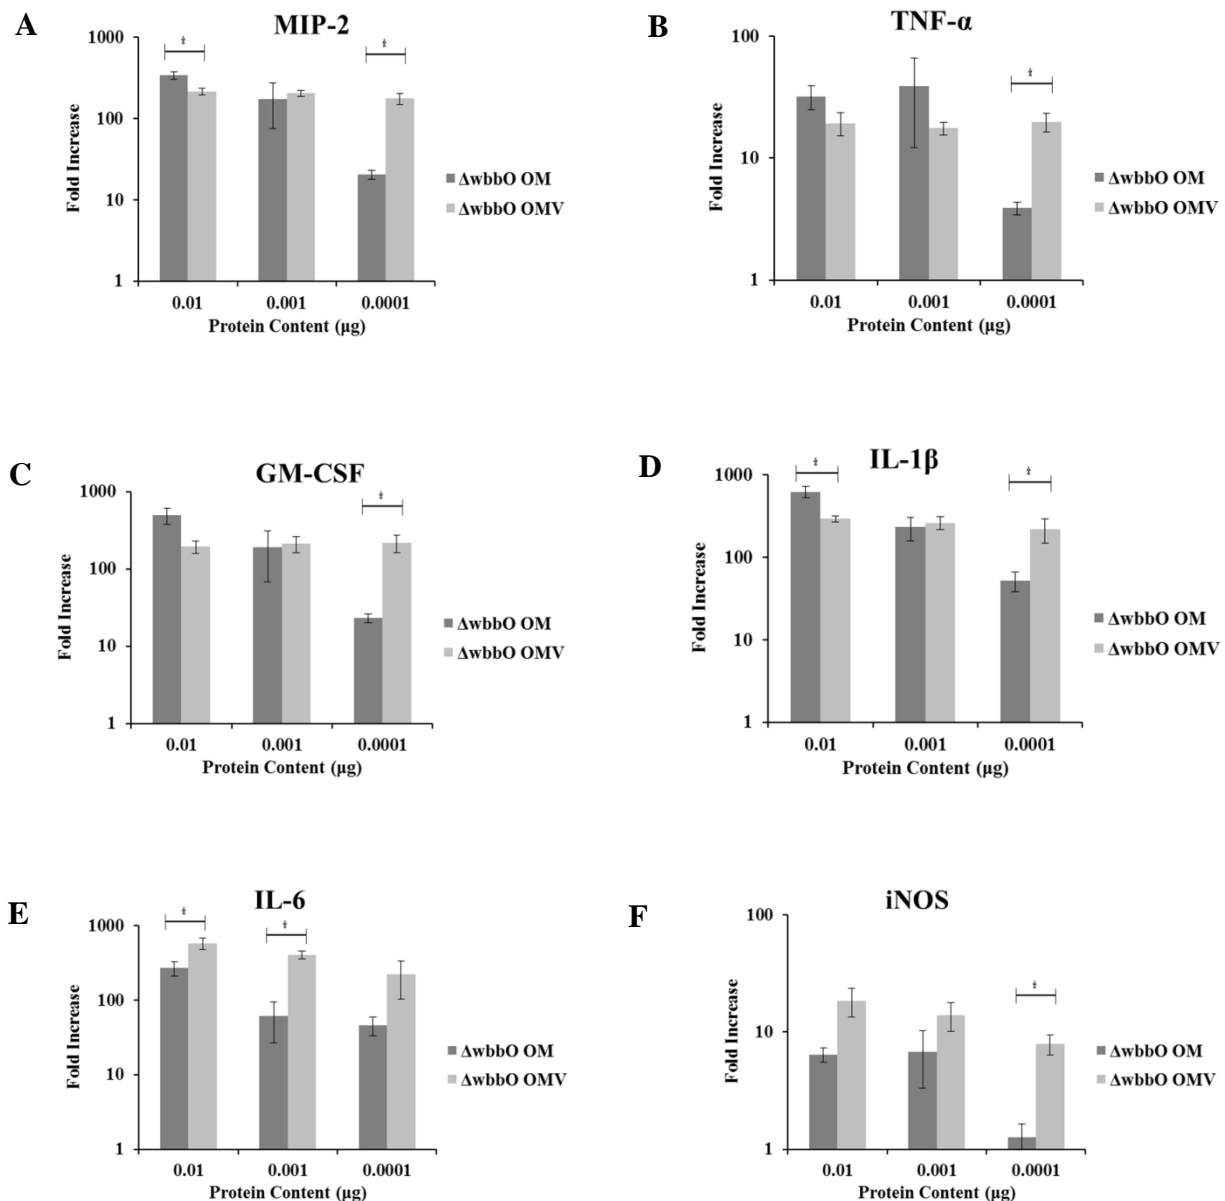 A
MIP-2
‡
‡
1000
100
10
1
Fold Increase
0.01 0.001 0.0001
Protein Content (µg)
ΔwbbO OM
ΔwbbO OMV
B
TNF-α
‡
100
10
1
Fold Increase
0.01 0.001 0.0001
Protein Content (µg)
ΔwbbO OM
ΔwbbO OMV
C
GM-CSF
‡
1000
100
10
1
Fold Increase
0.01 0.001 0.0001
Protein Content (µg)
ΔwbbO OM
ΔwbbO OMV
D
IL-1β
‡
‡
1000
100
10
1
Fold Increase
0.01 0.001 0.0001
Protein Content (µg)
ΔwbbO OM
ΔwbbO OMV
E
IL-6
‡
‡
1000
100
10
1
Fold Increase
0.01 0.001 0.0001
Protein Content (µg)
ΔwbbO OM
ΔwbbO OMV
F
iNOS
‡
100
10
1
Fold Increase
0.01 0.001 0.0001
Protein Content (µg)
ΔwbbO OM
ΔwbbO OMV